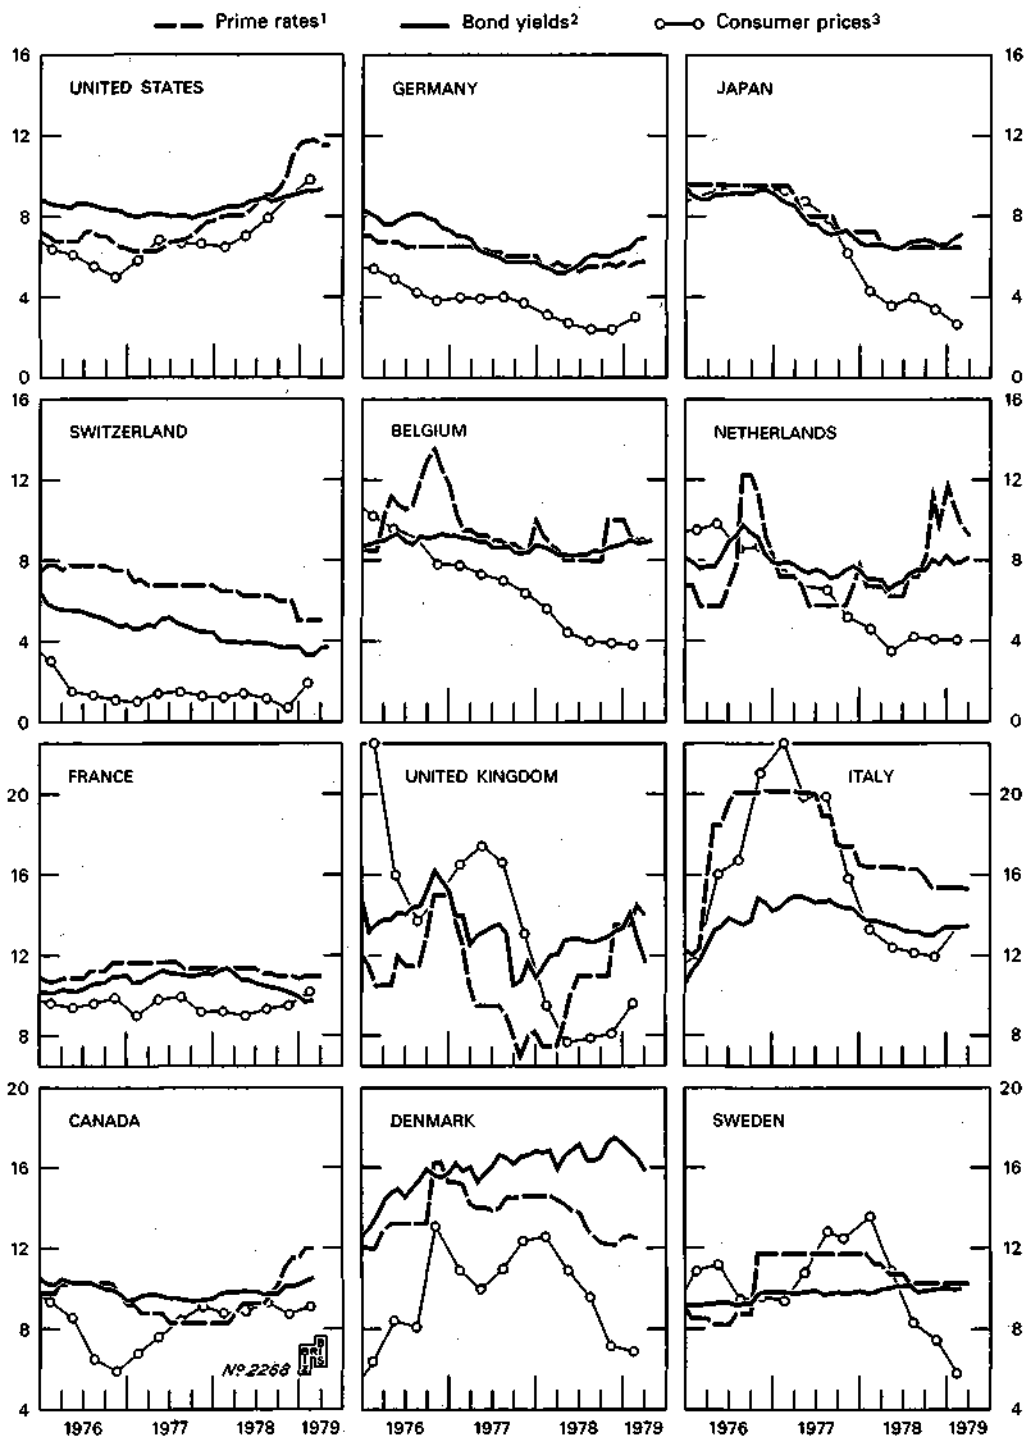 Prime rates¹ Bond yields² Consumer prices³
16 16
UNITED STATES GERMANY JAPAN
12 12
8 8
4 4
0 0
16
SWITZERLAND BELGIUM NETHERLANDS
12 12
8 8
4 4
0 0
FRANCE UNITED KINGDOM ITALY
20 20
16 16
12 12
8 8
20 20
CANADA DENMARK SWEDEN
16 16
12 12
8 8
Nº 2268 BIZ BRI BIS
4 4
1976 1977 1978 1979 1976 1977 1978 1979 1976 1977 1978 1979